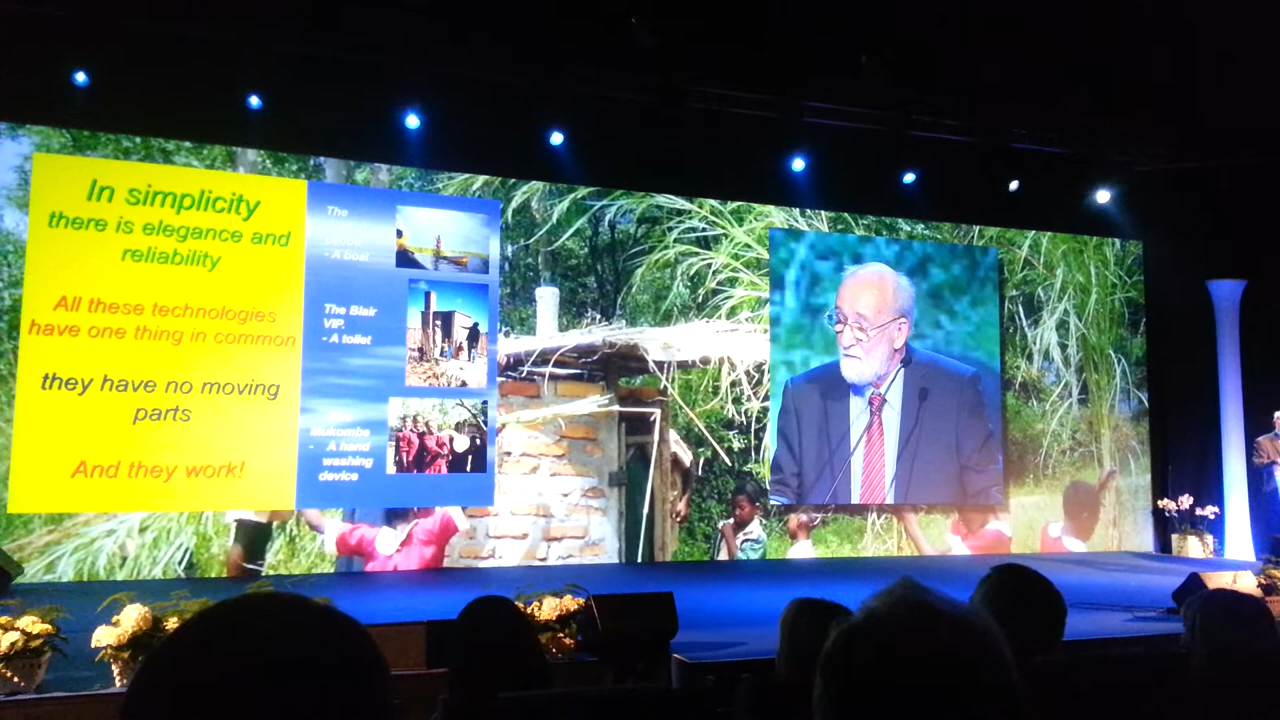 In simplicity
there is elegance and
reliability
All these technologies
have one thing in common
they have no moving
parts
And they work!
The
- A boat
The Blair
VIP.
- A toilet
Mukombe
- A hand
washing
device